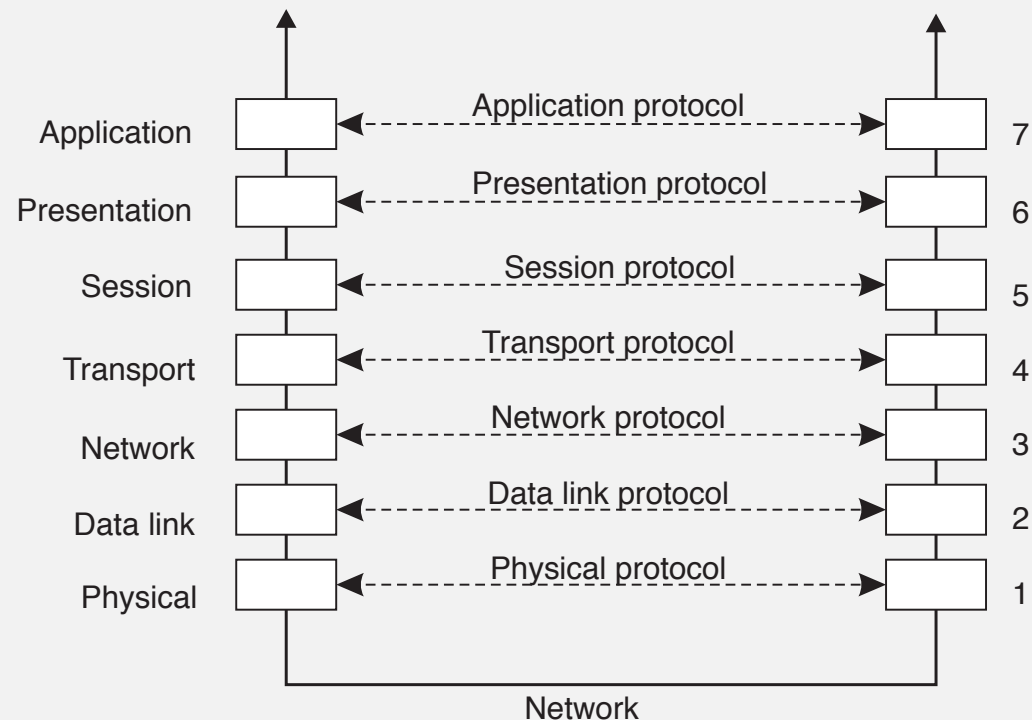 Application
Application protocol
7
Presentation
Presentation protocol
6
Session
Session protocol
5
Transport
Transport protocol
4
Network
Network protocol
3
Data link
Data link protocol
2
Physical
Physical protocol
1
Network